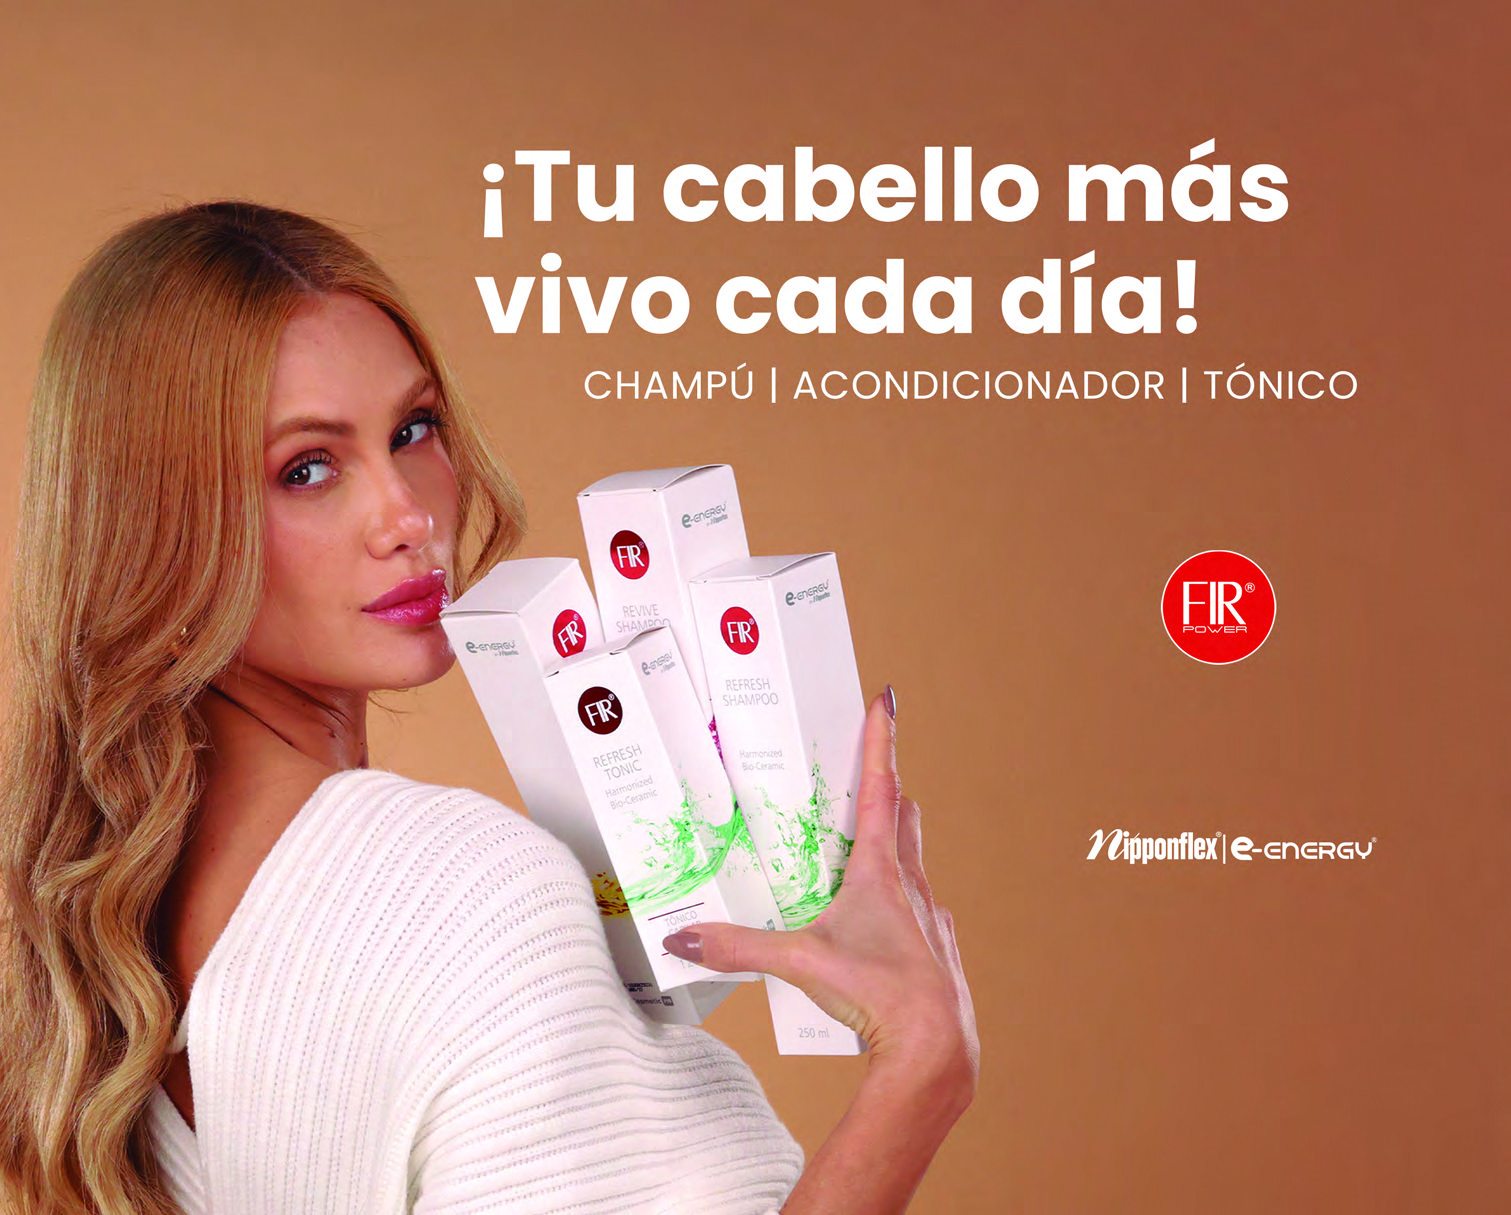 ¡Tu cabello más
vivo cada día!
CHAMPÚ | ACONDICIONADOR | TÓNICO
e-ENERGY
FIR®
REVIVE
SHAMPOO
e-ENERGY
FIR®
e-ENERGY
FIR®
REFRESH
SHAMPOO
Harmonized
Bio-Ceramic
250 ml
e-ENERGY
FIR®
REFRESH
TONIC
Harmonized
Bio-Ceramic
TÓNICO
FIR®
POWER
Nipponflex® | e-ENERGY®